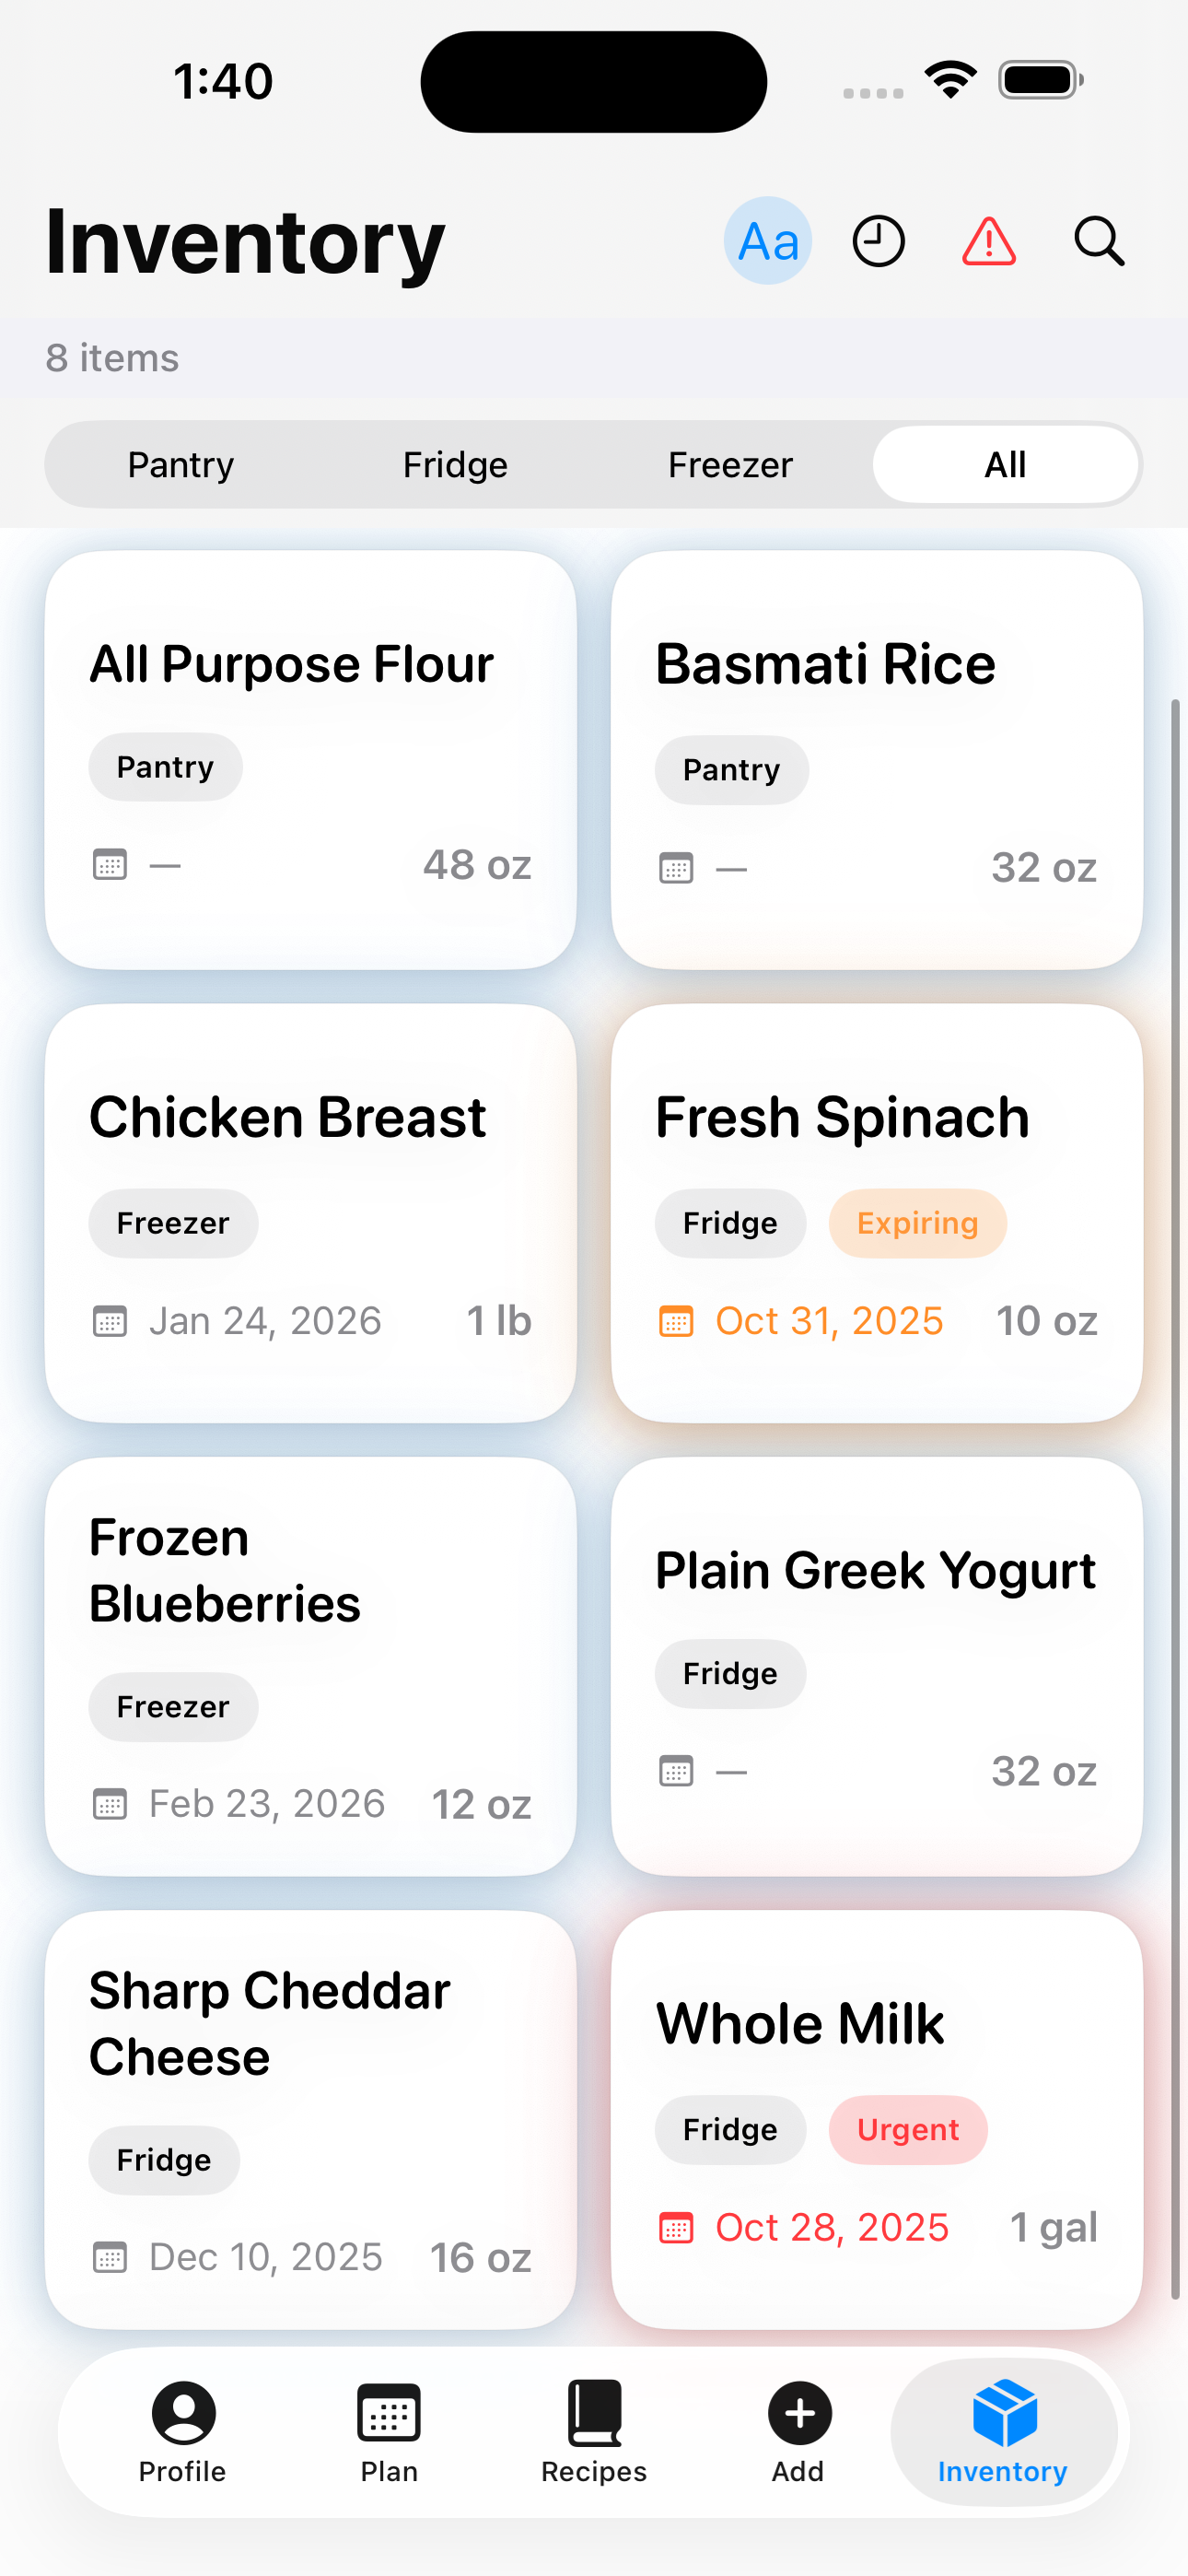 1:40
Inventory
Aa
8 items
Pantry Fridge Freezer All
All Purpose Flour
Pantry
— 48 oz
Basmati Rice
Pantry
— 32 oz
Chicken Breast
Freezer
Jan 24, 2026 1 lb
Fresh Spinach
Fridge Expiring
Oct 31, 2025 10 oz
Frozen
Blueberries
Freezer
Feb 23, 2026 12 oz
Plain Greek Yogurt
Fridge
— 32 oz
Sharp Cheddar
Cheese
Fridge
Dec 10, 2025 16 oz
Whole Milk
Fridge Urgent
Oct 28, 2025 1 gal
Profile Plan Recipes Add Inventory